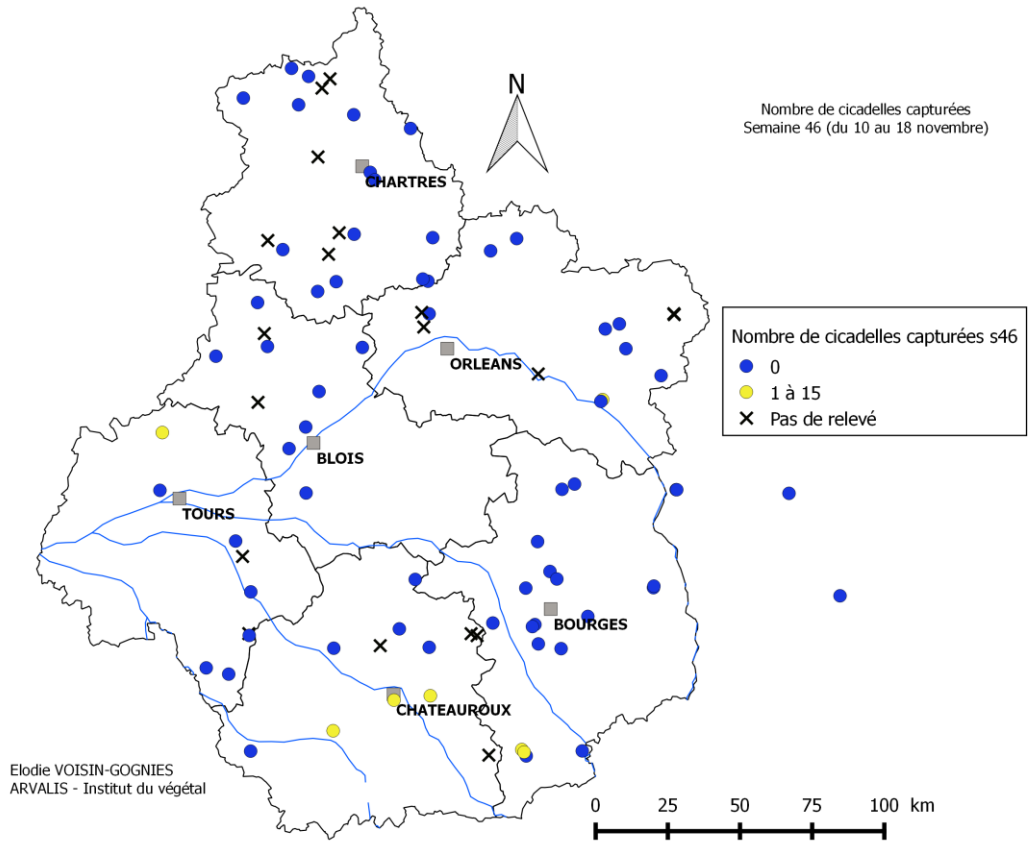 N
Nombre de cicadelles capturées
Semaine 46 (du 10 au 18 novembre)
CHARTRES
Nombre de cicadelles capturées s46
0
1 à 15
Pas de relevé
ORLEANS
BLOIS
TOURS
BOURGES
CHATEAUROUX
Elodie VOISIN-GOGNIES
ARVALIS - Institut du végétal
0 25 50 75 100 km